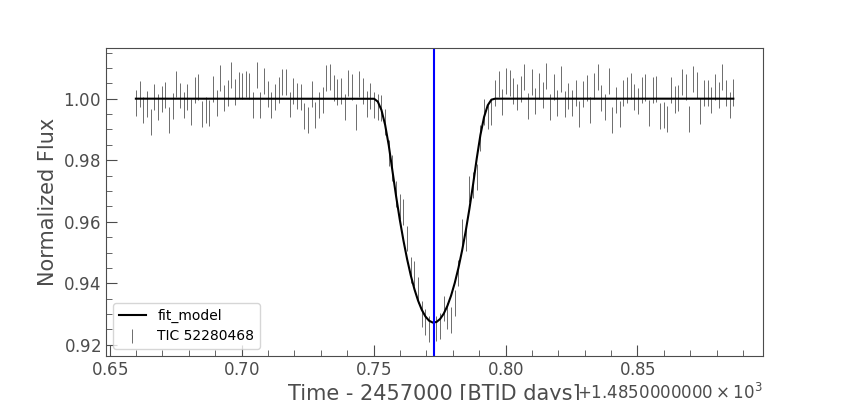 Normalized Flux
1.00
0.98
0.96
0.94
0.92
fit_model
TIC 52280468
0.65
0.70
0.75
0.80
0.85
Time - 2457000 [BTJD days]
+1.4850000000 × 10³